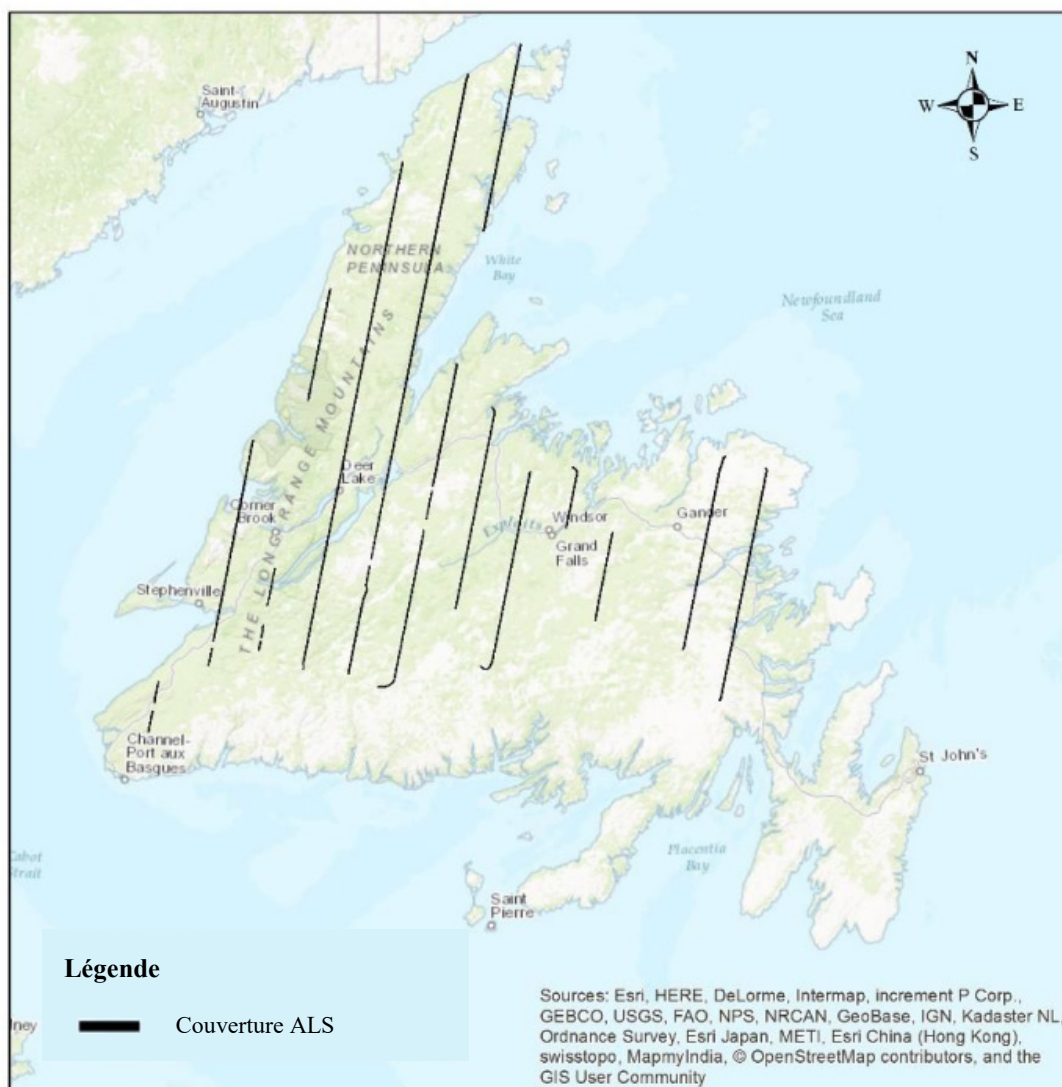 N
W E
S
Saint-
Augustin
NORTHERN
PENINSULA
White
Bay
Newfoundland
Sea
THE LONG RANGE MOUNTAINS
Deer
Lake
Corner
Brook
Exploits
Windsor
Grand
Falls
Gander
Stephenville
Channel-
Port aux
Basques
St John's
Cabot
Strait
Placentia
Bay
Saint
Pierre
Légende
Couverture ALS
dney
Sources: Esri, HERE, DeLorme, Intermap, increment P Corp.,
GEBCO, USGS, FAO, NPS, NRCAN, GeoBase, IGN, Kadaster NL,
Ordnance Survey, Esri Japan, METI, Esri China (Hong Kong),
swisstopo, MapmyIndia, © OpenStreetMap contributors, and the
GIS User Community